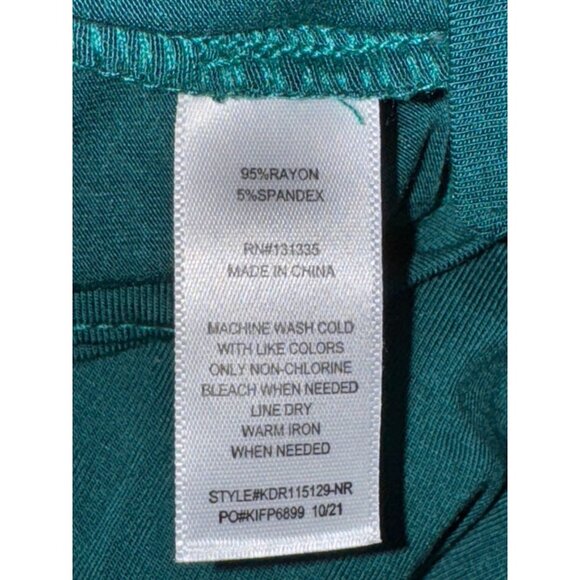 95%RAYON
5%SPANDEX
RN#131335
MADE IN CHINA
MACHINE WASH COLD
WITH LIKE COLORS
ONLY NON-CHLORINE
BLEACH WHEN NEEDED
LINE DRY
WARM IRON
WHEN NEEDED
STYLE#KDR115129-NR
PO#KIFP6899 10/21